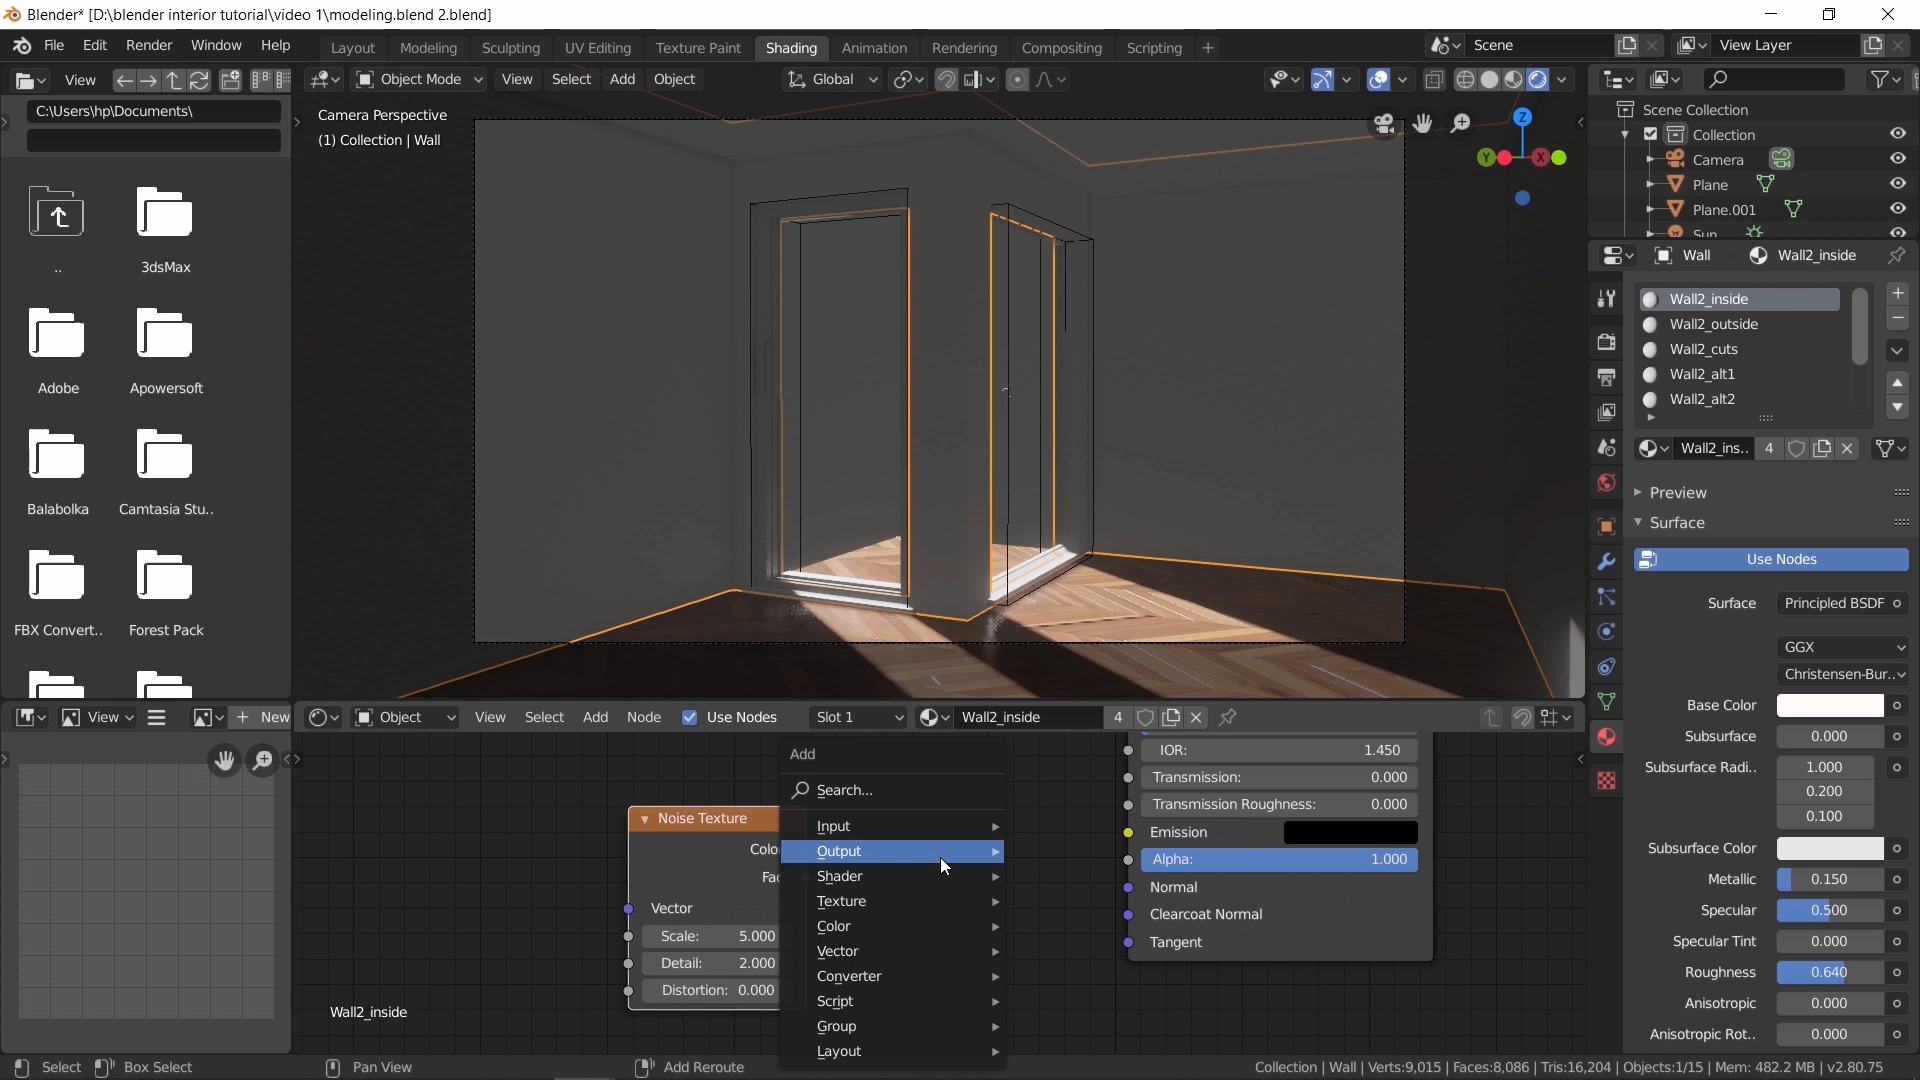 Blender* [D:\blender interior tutorial\video 1\modeling.blend 2.blend]
File Edit Render Window Help Layout Modeling Sculpting UV Editing Texture Paint Shading Animation Rendering Compositing Scripting + Scene View Layer
View Object Mode View Select Add Object Global
C:\Users\hp\Documents\
..
3dsMax
Adobe
Apowersoft
Balabolka
Camtasia Stu..
FBX Convert..
Forest Pack
Camera Perspective
(1) Collection | Wall
Z
Y
X
Scene Collection
Collection
Camera
Plane
Plane.001
Sun
Wall Wall2_inside
Wall2_inside
Wall2_outside
Wall2_cuts
Wall2_alt1
Wall2_alt2
Wall2_ins.. 4
Preview
Surface
Use Nodes
Surface Principled BSDF
GGX
Christensen-Bur..
Base Color
Subsurface 0.000
Subsurface Radi.. 1.000
0.200
0.100
Subsurface Color
Metallic 0.150
Specular 0.500
Specular Tint 0.000
Roughness 0.640
Anisotropic 0.000
Anisotropic Rot.. 0.000
View + New
Object View Select Add Node Use Nodes Slot 1 Wall2_inside 4
Noise Texture
Colo
Fac
Vector
Scale: 5.000
Detail: 2.000
Distortion: 0.000
Wall2_inside
Add
Search...
Input
Output
Shader
Texture
Color
Vector
Converter
Script
Group
Layout
IOR: 1.450
Transmission: 0.000
Transmission Roughness: 0.000
Emission
Alpha: 1.000
Normal
Clearcoat Normal
Tangent
Select Box Select Pan View Add Reroute Collection | Wall | Verts:9,015 | Faces:8,086 | Tris:16,204 | Objects:1/15 | Mem: 482.2 MB | v2.80.75